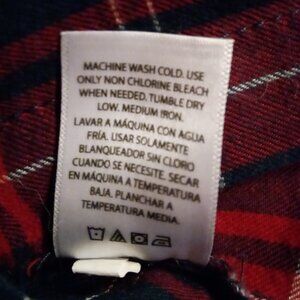 MACHINE WASH COLD. USE
ONLY NON CHLORINE BLEACH
WHEN NEEDED. TUMBLE DRY
LOW. MEDIUM IRON.
LAVAR A MÁQUINA CON AGUA
FRÍA. USAR SOLAMENTE
BLANQUEADOR SIN CLORO
CUANDO SE NECESITE. SECAR
EN MÁQUINA A TEMPERATURA
BAJA. PLANCHAR A
TEMPERATURA MEDIA.